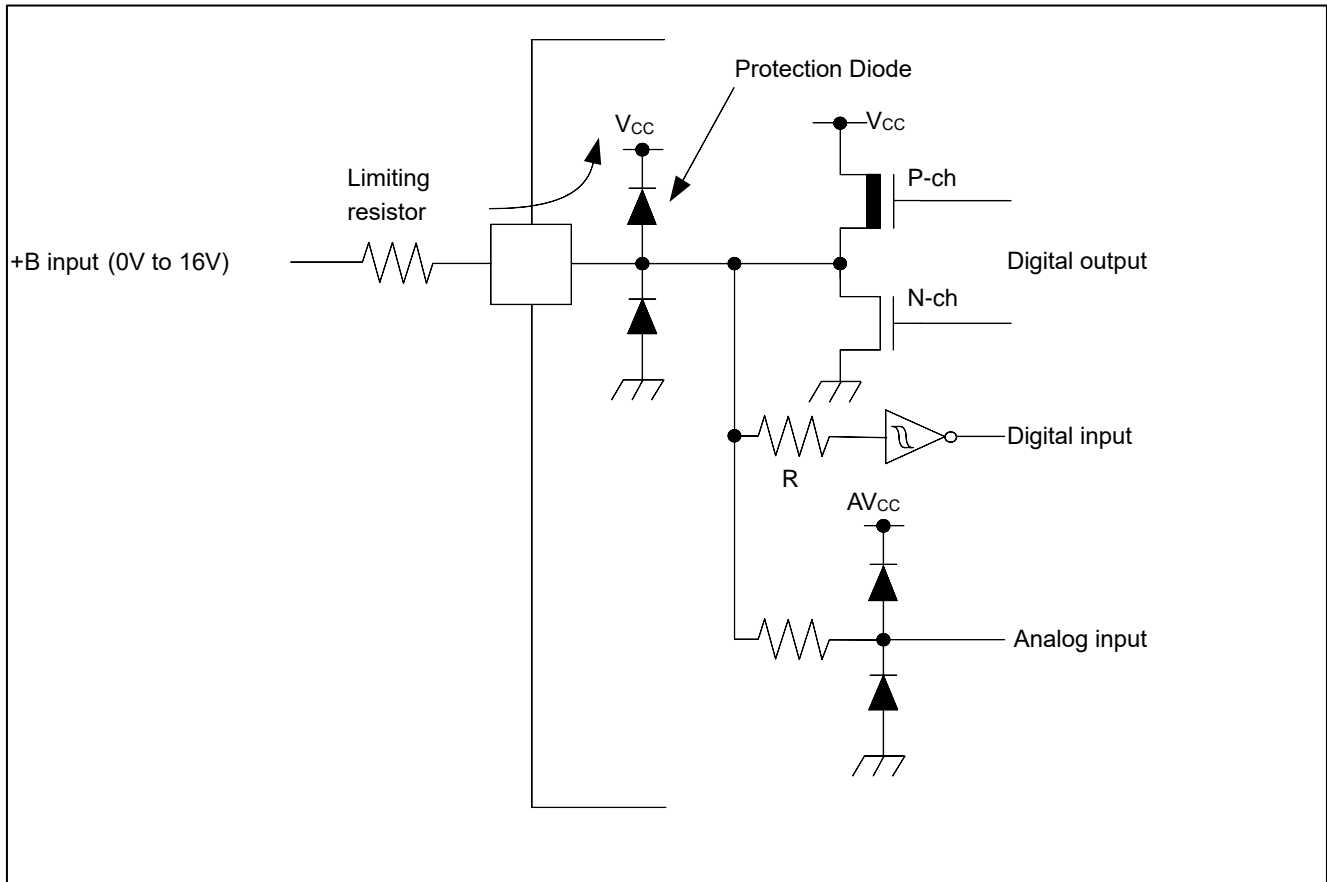 Protection Diode
VCC
VCC
Limiting
resistor
P-ch
+B input (0V to 16V)
Digital output
N-ch
Digital input
R
AVCC
Analog input